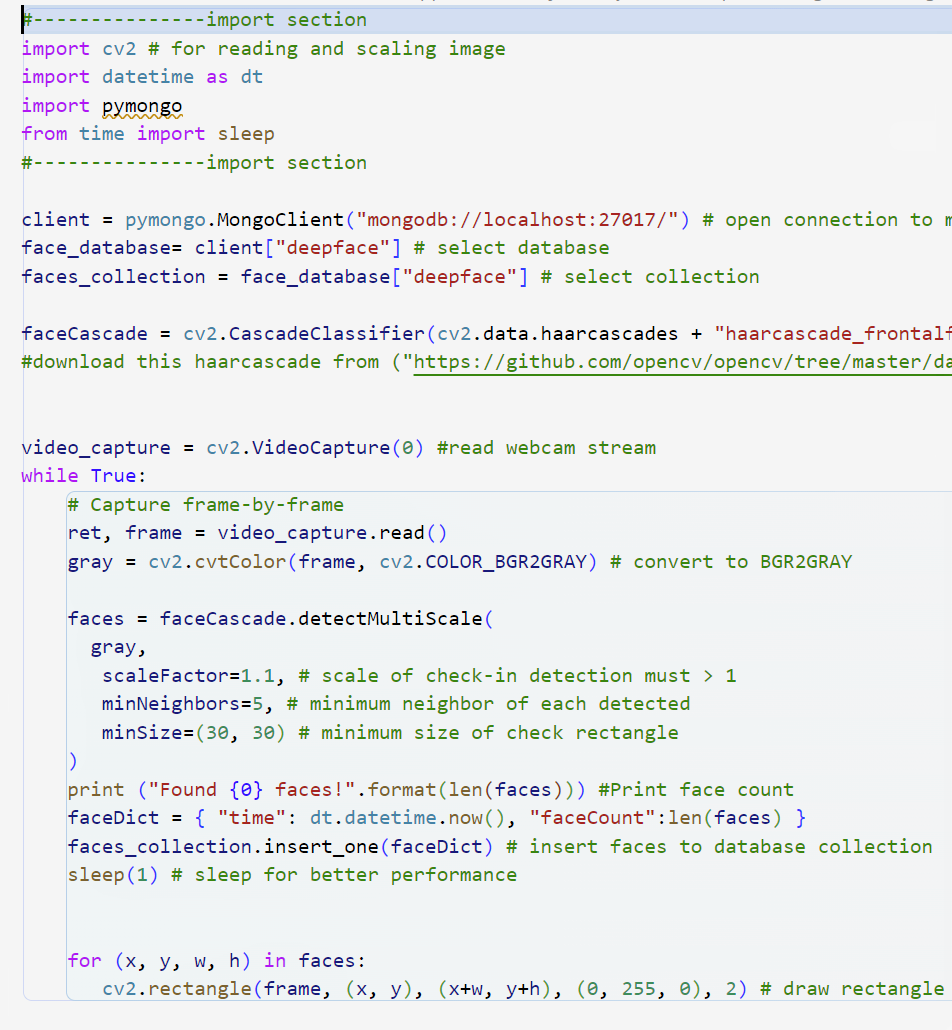 #---------------import section
import cv2 # for reading and scaling image
import datetime as dt
import pymongo
from time import import sleep
#---------------import section
client = pymongo.MongoClient("mongodb://localhost:27017/") # open connection to
face_database= client["deepface"] # select database
faces_collection = face_database["deepface"] # select collection
faceCascade = cv2.CascadeClassifier(cv2.data.haarcascades + "haarcascade_frontalf
#download this haarcascade from ("https://github.com/opencv/opencv/tree/master/da
video_capture = cv2.VideoCapture(0) #read webcam stream
while True:
    # Capture frame-by-frame
    ret, frame = video_capture.read()
    gray = cv2.cvtColor(frame, cv2.COLOR_BGR2GRAY) # convert to BGR2GRAY
    faces = faceCascade.detectMultiScale(
      gray,
       scaleFactor=1.1, # scale of check-in detection must > 1
       minNeighbors=5, # minimum neighbor of each detected
       minSize=(30, 30) # minimum size of check rectangle
    )
    print ("Found {0} faces!".format(len(faces))) #Print face count
    faceDict = { "time": dt.datetime.now(), "faceCount":len(faces) }
    faces_collection.insert_one(faceDict) # insert faces to database collection
    sleep(1) # sleep for better performance
    for (x, y, w, h) in faces:
       cv2.rectangle(frame, (x, y), (x+w, y+h), (0, 255, 0), 2) # draw rectangle